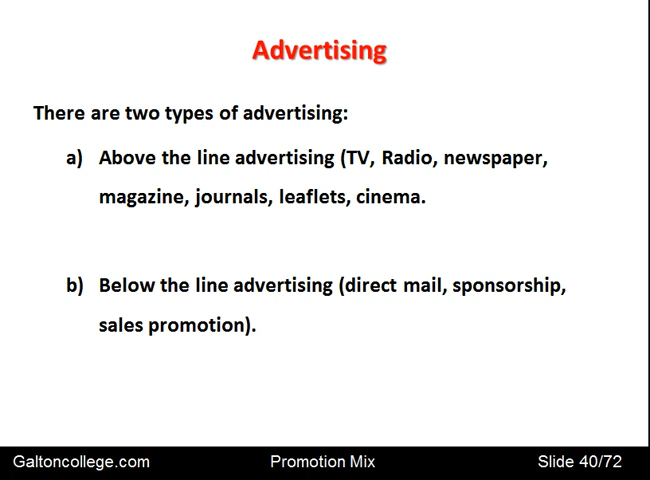 Advertising
There are two types of advertising:
a) Above the line advertising (TV, Radio, newspaper,
magazine, journals, leaflets, cinema.
b) Below the line advertising (direct mail, sponsorship,
sales promotion).
Galtoncollege.com Promotion Mix Slide 40/72